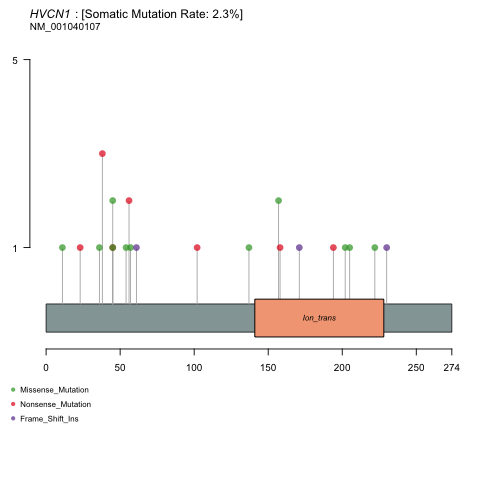 HVCN1 : [Somatic Mutation Rate: 2.3%]
NM_001040107
5
1
Ion_trans
0 50 100 150 200 250 274
Missense_Mutation
Nonsense_Mutation
Frame_Shift_Ins